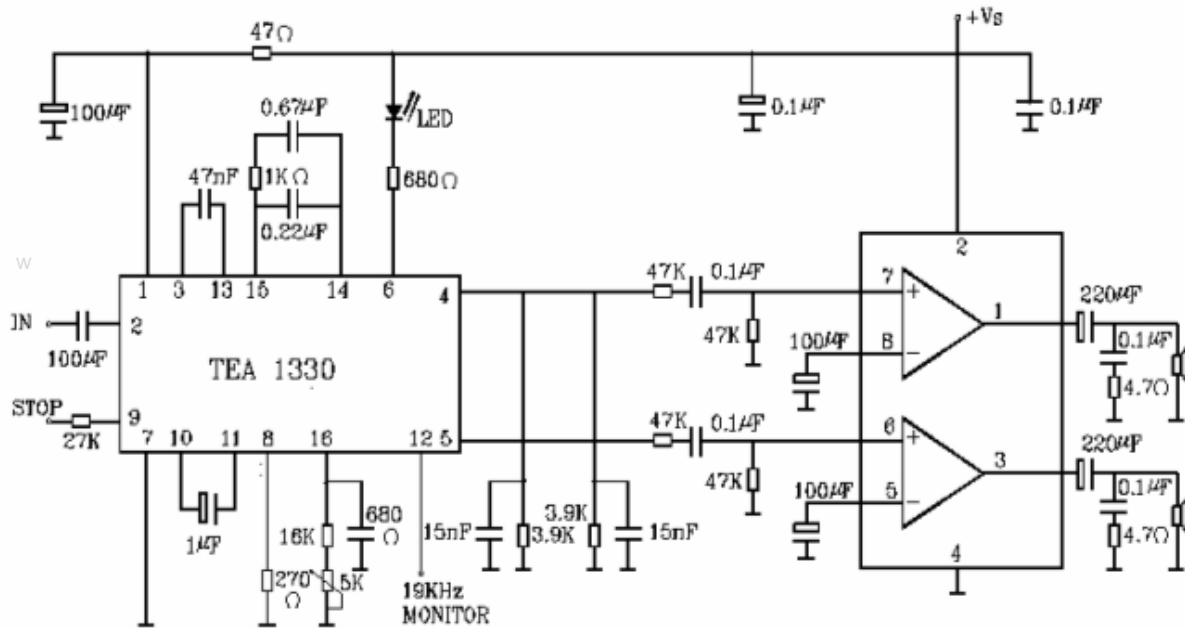 +Vs
47Ω
100μF
0.67μF
LED
0.1μF
0.1μF
47nF
1KΩ
680Ω
0.22μF
2
w
1
3
13
15
14
6
4
47K
0.1μF
7
+
1
220μF
IN
2
47K
100μF
8
−
0.1μF
4.7Ω
100μF
TEA 1330
STOP
9
27K
7
10
11
8
16
12
5
47K
0.1μF
6
+
3
220μF
47K
100μF
5
−
0.1μF
4.7Ω
1μF
16K
680
Ω
15nF
3.9K
3.9K
15nF
4
270
Ω
5K
19KHz
MONITOR